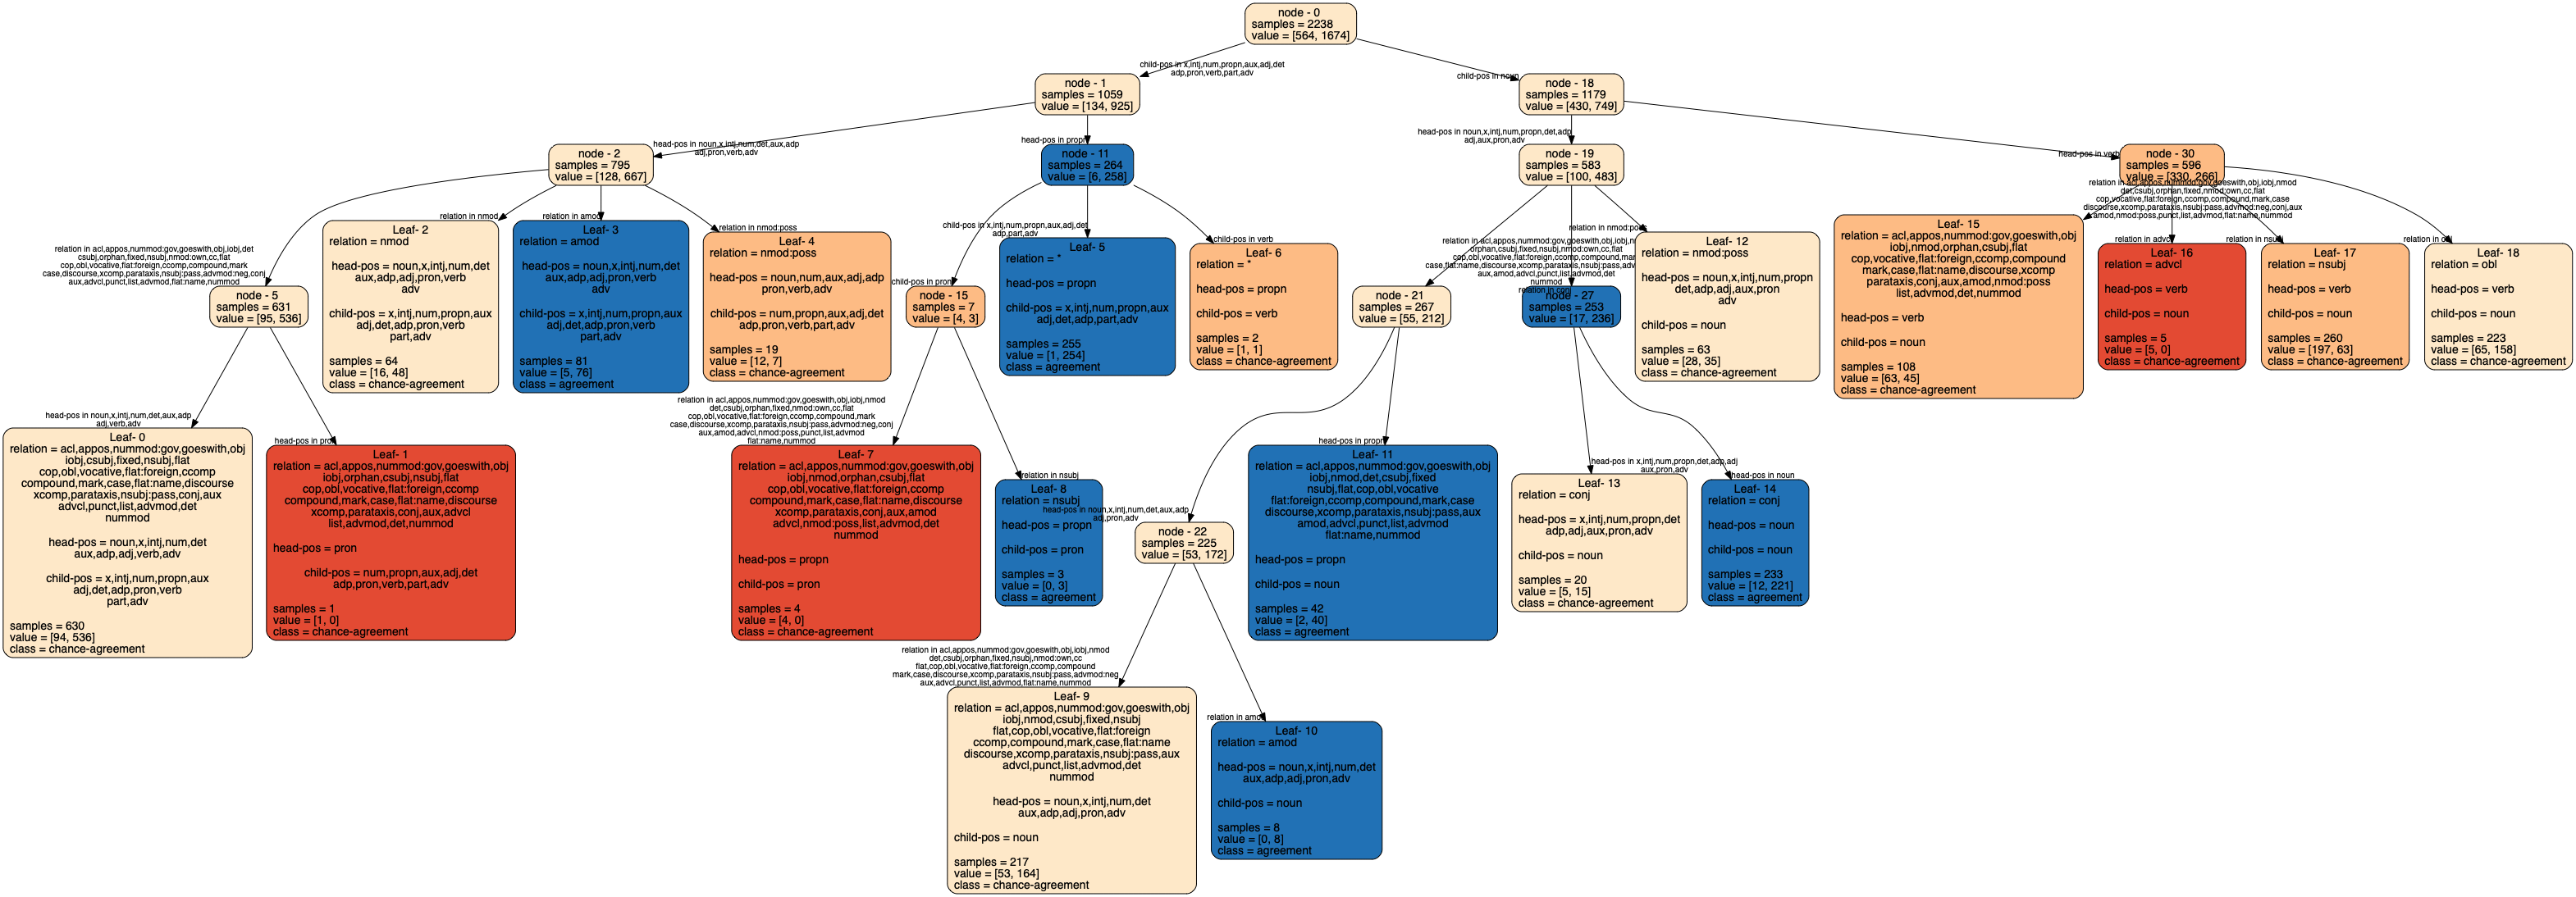 node - 0
samples = 2238
value = [564, 1674]
child-pos in x,intj,num,propn,aux,adj,det
adp,pron,verb,part,adv
child-pos in noun
node - 1
samples = 1059
value = [134, 925]
node - 18
samples = 1179
value = [430, 749]
head-pos in noun,x,intj,num,det,aux,adp
adj,pron,verb,adv
head-pos in propn
head-pos in noun,x,intj,num,propn,det,adp
adj,aux,pron,adv
head-pos in verb
node - 2
samples = 795
value = [128, 667]
node - 11
samples = 264
value = [6, 258]
node - 19
samples = 583
value = [100, 483]
node - 30
samples = 596
value = [330, 266]
relation in acl,appos,nummod:gov,goeswith,obj,iobj,det
csubj,orphan,fixed,nsubj,nmod:own,cc,flat
cop,obl,vocative,flat:foreign,ccomp,compound,mark
case,discourse,xcomp,parataxis,nsubj:pass,advmod:neg,conj
aux,advcl,punct,list,advmod,flat:name,nummod
relation in nmod
relation in amod
relation in nmod:poss
child-pos in x,intj,num,propn,aux,adj,det
adp,part,adv
child-pos in pron
child-pos in verb
relation in acl,appos,nummod:gov,goeswith,obj,iobj
orphan,csubj,fixed,nsubj,nmod:own,cc,flat
cop,obl,vocative,flat:foreign,ccomp,compound,mark
case,flat:name,discourse,xcomp,parataxis,nsubj:pass
aux,amod,advcl,punct,list,advmod,det
nummod
relation in conj
relation in nmod:poss
relation in acl,appos,nummod:gov,goeswith,obj,iobj,nmod
det,csubj,orphan,fixed,nmod:own,cc,flat
cop,vocative,flat:foreign,ccomp,compound,mark,case
discourse,xcomp,parataxis,nsubj:pass,advmod:neg,conj,aux
amod,nmod:poss,punct,list,advmod,flat:name,nummod
relation in advcl
relation in nsubj
relation in obl
node - 5
samples = 631
value = [95, 536]
Leaf- 2
relation = nmod
head-pos = noun,x,intj,num,det
aux,adp,adj,pron,verb
adv
child-pos = x,intj,num,propn,aux
adj,det,adp,pron,verb
part,adv
samples = 64
value = [16, 48]
class = chance-agreement
Leaf- 3
relation = amod
head-pos = noun,x,intj,num,det
aux,adp,adj,pron,verb
adv
child-pos = x,intj,num,propn,aux
adj,det,adp,pron,verb
part,adv
samples = 81
value = [5, 76]
class = agreement
Leaf- 4
relation = nmod:poss
head-pos = noun,num,aux,adj,adp
pron,verb,adv
child-pos = num,propn,aux,adj,det
adp,pron,verb,part,adv
samples = 19
value = [12, 7]
class = chance-agreement
node - 15
samples = 7
value = [4, 3]
Leaf- 5
relation = *
head-pos = propn
child-pos = x,intj,num,propn,aux
adj,det,adp,part,adv
samples = 255
value = [1, 254]
class = agreement
Leaf- 6
relation = *
head-pos = propn
child-pos = verb
samples = 2
value = [1, 1]
class = chance-agreement
node - 21
samples = 267
value = [55, 212]
node - 27
samples = 253
value = [17, 236]
Leaf- 12
relation = nmod:poss
head-pos = noun,x,intj,num,propn
det,adp,adj,aux,pron
adv
child-pos = noun
samples = 63
value = [28, 35]
class = chance-agreement
Leaf- 15
relation = acl,appos,nummod:gov,goeswith,obj
iobj,nmod,orphan,csubj,flat
cop,vocative,flat:foreign,ccomp,compound
mark,case,flat:name,discourse,xcomp
parataxis,conj,aux,amod,nmod:poss
list,advmod,det,nummod
head-pos = verb
child-pos = noun
samples = 108
value = [63, 45]
class = chance-agreement
Leaf- 16
relation = advcl
head-pos = verb
child-pos = noun
samples = 5
value = [5, 0]
class = chance-agreement
Leaf- 17
relation = nsubj
head-pos = verb
child-pos = noun
samples = 260
value = [197, 63]
class = chance-agreement
Leaf- 18
relation = obl
head-pos = verb
child-pos = noun
samples = 223
value = [65, 158]
class = chance-agreement
head-pos in noun,x,intj,num,det,aux,adp
adj,verb,adv
head-pos in pron
relation in acl,appos,nummod:gov,goeswith,obj,iobj,nmod
det,csubj,orphan,fixed,nmod:own,cc,flat
cop,obl,vocative,flat:foreign,ccomp,compound,mark
case,discourse,xcomp,parataxis,nsubj:pass,advmod:neg,conj
aux,amod,advcl,nmod:poss,punct,list,advmod
flat:name,nummod
relation in nsubj
head-pos in noun,x,intj,num,det,aux,adp
adj,pron,adv
head-pos in propn
head-pos in x,intj,num,propn,det,adp,adj
aux,pron,adv
head-pos in noun
Leaf- 0
relation = acl,appos,nummod:gov,goeswith,obj
iobj,csubj,fixed,nsubj,flat
cop,obl,vocative,flat:foreign,ccomp
compound,mark,case,flat:name,discourse
xcomp,parataxis,nsubj:pass,conj,aux
advcl,punct,list,advmod,det
nummod
head-pos = noun,x,intj,num,det
aux,adp,adj,verb,adv
child-pos = x,intj,num,propn,aux
adj,det,adp,pron,verb
part,adv
samples = 630
value = [94, 536]
class = chance-agreement
Leaf- 1
relation = acl,appos,nummod:gov,goeswith,obj
iobj,orphan,csubj,nsubj,flat
cop,obl,vocative,flat:foreign,ccomp
compound,mark,case,flat:name,discourse
xcomp,parataxis,conj,aux,advcl
list,advmod,det,nummod
head-pos = pron
child-pos = num,propn,aux,adj,det
adp,pron,verb,part,adv
samples = 1
value = [1, 0]
class = chance-agreement
Leaf- 7
relation = acl,appos,nummod:gov,goeswith,obj
iobj,nmod,orphan,csubj,flat
cop,obl,vocative,flat:foreign,ccomp
compound,mark,case,flat:name,discourse
xcomp,parataxis,conj,aux,amod
advcl,nmod:poss,list,advmod,det
nummod
head-pos = propn
child-pos = pron
samples = 4
value = [4, 0]
class = chance-agreement
Leaf- 8
relation = nsubj
head-pos = propn
child-pos = pron
samples = 3
value = [0, 3]
class = agreement
node - 22
samples = 225
value = [53, 172]
Leaf- 11
relation = acl,appos,nummod:gov,goeswith,obj
iobj,nmod,det,csubj,fixed
nsubj,flat,cop,obl,vocative
flat:foreign,ccomp,compound,mark,case
discourse,xcomp,parataxis,nsubj:pass,aux
amod,advcl,punct,list,advmod
flat:name,nummod
head-pos = propn
child-pos = noun
samples = 42
value = [2, 40]
class = agreement
Leaf- 13
relation = conj
head-pos = x,intj,num,propn,det
adp,adj,aux,pron,adv
child-pos = noun
samples = 20
value = [5, 15]
class = chance-agreement
Leaf- 14
relation = conj
head-pos = noun
child-pos = noun
samples = 233
value = [12, 221]
class = agreement
relation in acl,appos,nummod:gov,goeswith,obj,iobj,nmod
det,csubj,orphan,fixed,nsubj,nmod:own,cc
flat,cop,obl,vocative,flat:foreign,ccomp,compound
mark,case,discourse,xcomp,parataxis,nsubj:pass,advmod:neg
aux,advcl,punct,list,advmod,flat:name,nummod
relation in amod
Leaf- 9
relation = acl,appos,nummod:gov,goeswith,obj
iobj,nmod,csubj,fixed,nsubj
flat,cop,obl,vocative,flat:foreign
ccomp,compound,mark,case,flat:name
discourse,xcomp,parataxis,nsubj:pass,aux
advcl,punct,list,advmod,det
nummod
head-pos = noun,x,intj,num,det
aux,adp,adj,pron,adv
child-pos = noun
samples = 217
value = [53, 164]
class = chance-agreement
Leaf- 10
relation = amod
head-pos = noun,x,intj,num,det
aux,adp,adj,pron,adv
child-pos = noun
samples = 8
value = [0, 8]
class = agreement